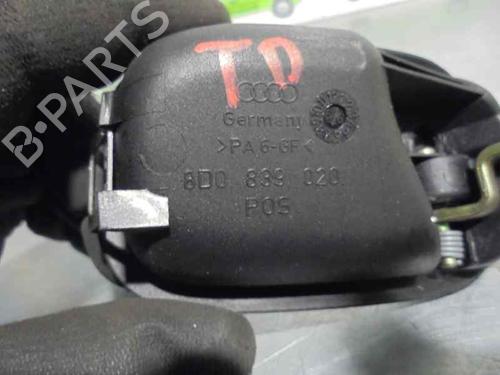 TD
Germany
>PA 6-GF<
8D0 839 020
POS
B-PARTS